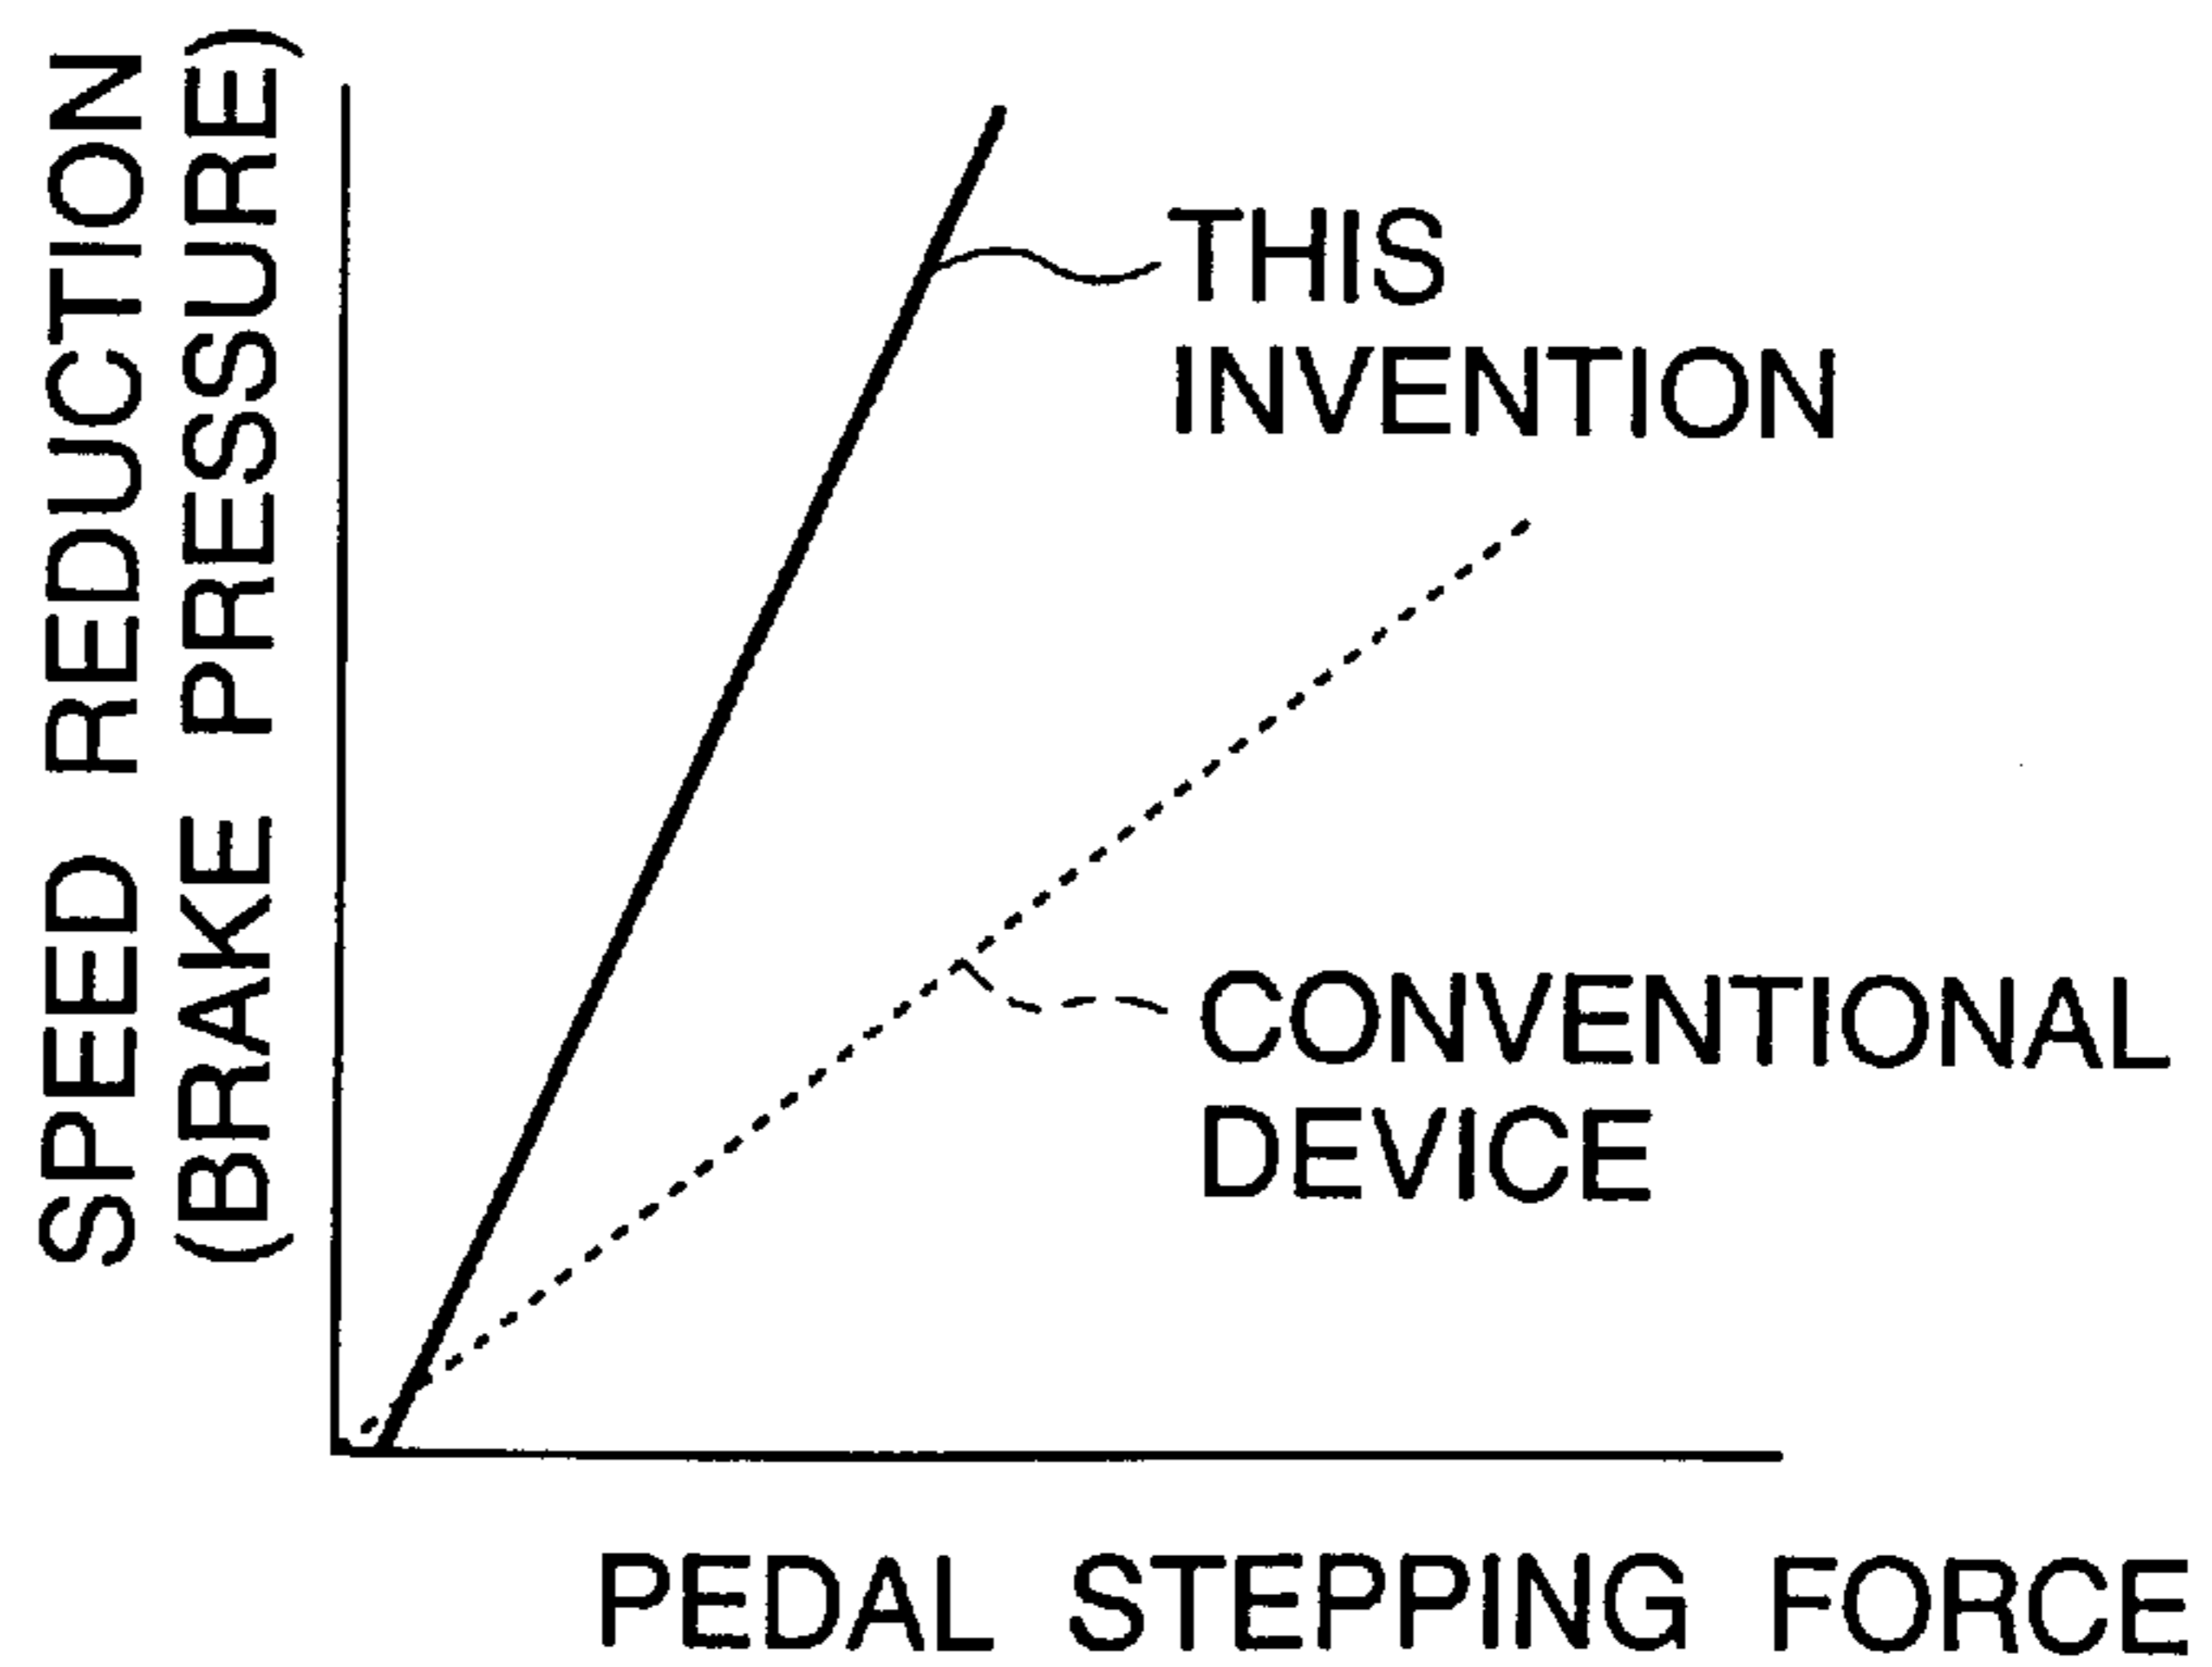 SPEED REDUCTION
(BRAKE PRESSURE)
THIS
INVENTION
CONVENTIONAL
DEVICE
PEDAL STEPPING FORCE